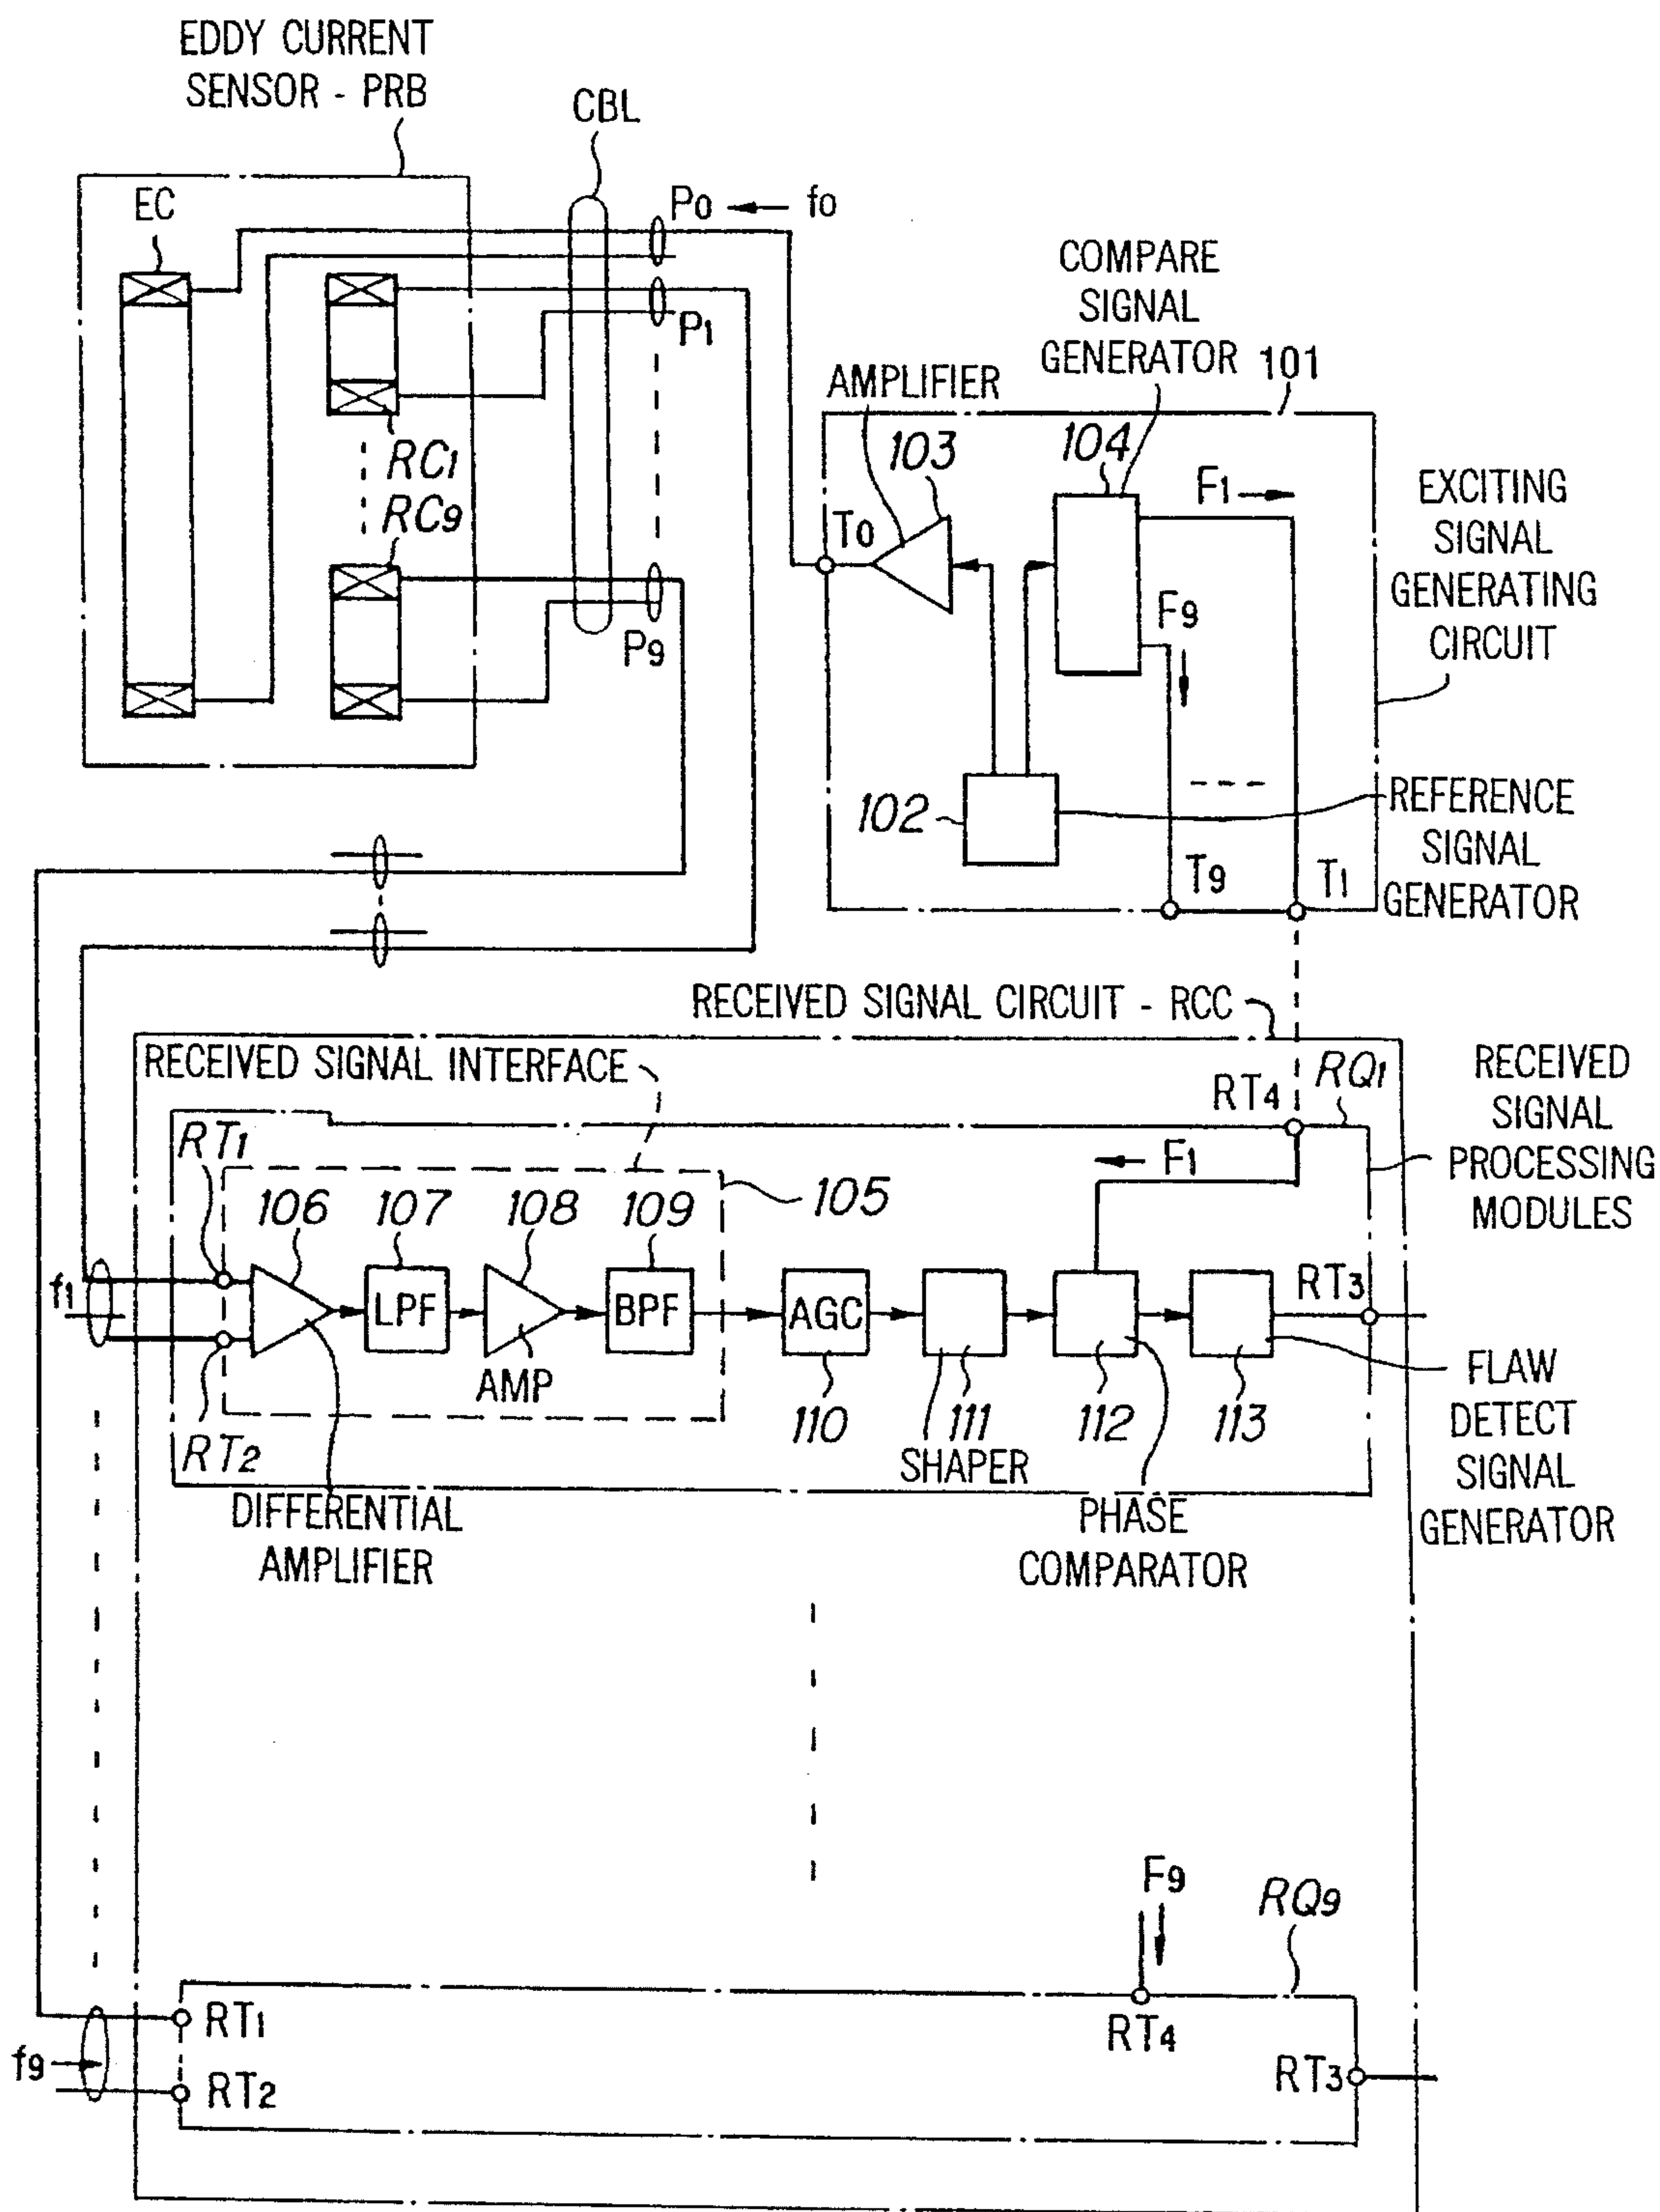 EDDY CURRENT
SENSOR - PRB
CBL
EC
P0
f0
P1
RC1
RC9
P9
COMPARE
SIGNAL
GENERATOR
101
AMPLIFIER
103
104
F1
T0
F9
EXCITING
SIGNAL
GENERATING
CIRCUIT
102
REFERENCE
SIGNAL
GENERATOR
T9
T1
RECEIVED SIGNAL CIRCUIT - RCC
RECEIVED SIGNAL INTERFACE
RT4
RQ1
RECEIVED
SIGNAL
PROCESSING
MODULES
RT1
F1
105
106
107
108
109
f1
LPF
BPF
AGC
RT3
AMP
RT2
110
111
112
113
SHAPER
FLAW
DETECT
SIGNAL
GENERATOR
DIFFERENTIAL
AMPLIFIER
PHASE
COMPARATOR
F9
RQ9
RT1
RT4
f9
RT2
RT3